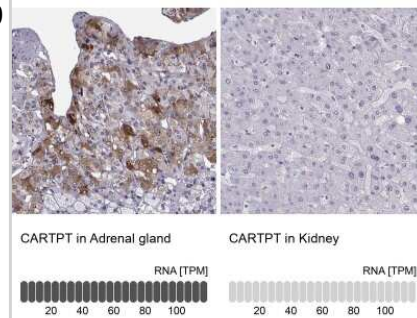 CARTPT in Adrenal gland
CARTPT in Kidney
RNA [TPM]
RNA [TPM]
20 40 60 80 100
20 40 60 80 100